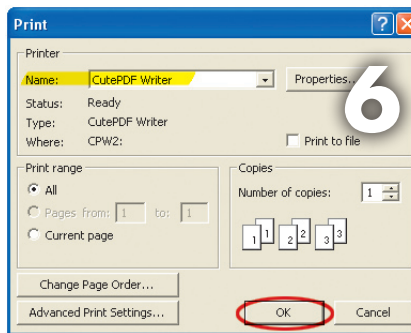 Print
Printer
Name: CutePDF Writer Properties...
Status: Ready
Type: CutePDF Writer
Where: CPW2: Print to file
6
Print range
All
Pages from: 1 to: 1
Current page
Copies
Number of copies: 1
1 1 2 2 3 3
Change Page Order...
Advanced Print Settings... OK Cancel